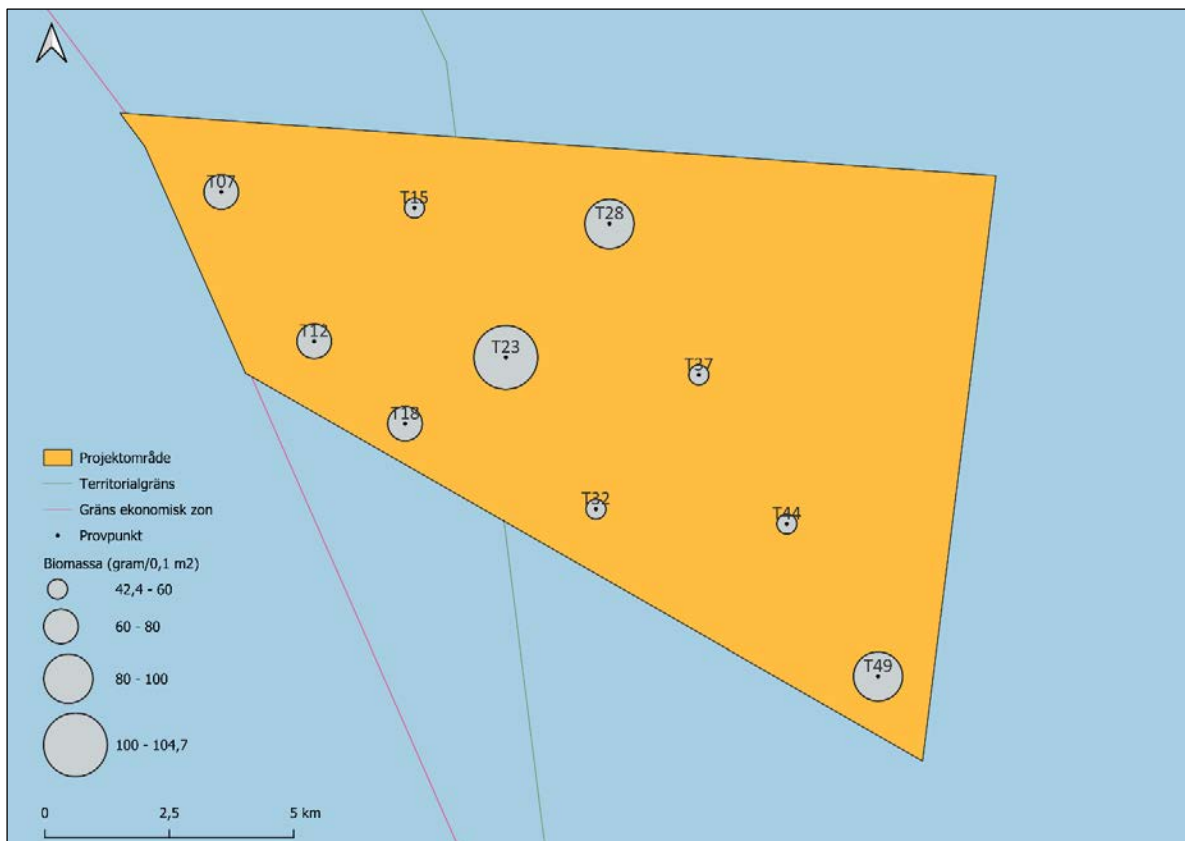 T07
T15
T28
T12
T23
T37
T18
T32
T44
T49
Projektområde
Territorialgräns
Gräns ekonomisk zon
Provpunkt
Biomassa (gram/0,1 m2)
42,4 - 60
60 - 80
80 - 100
100 - 104,7
0 2,5 5 km